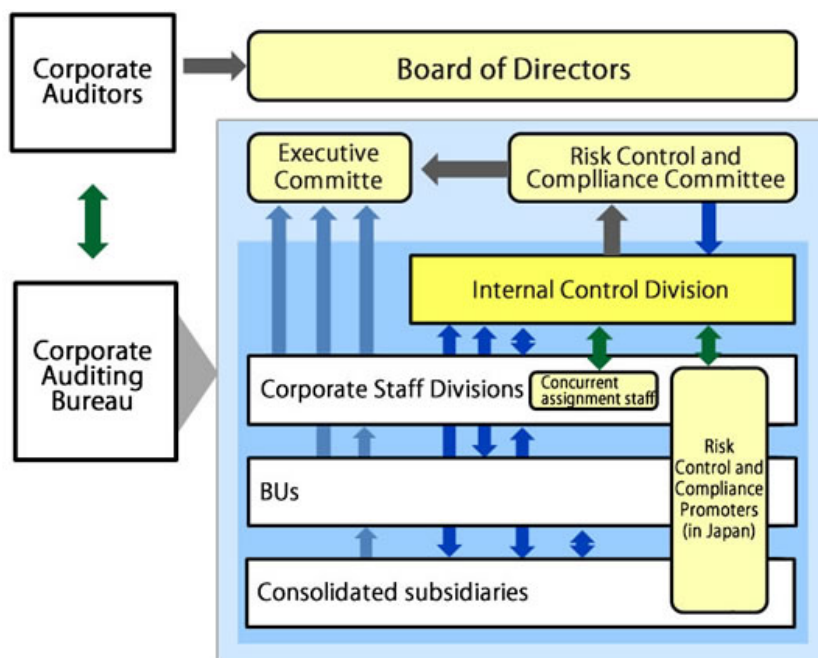 Corporate
Auditors
Board of Directors
Executive
Committe
Risk Control and
Complliance Committee
Internal Control Division
Corporate
Auditing
Bureau
Corporate Staff Divisions
Concurrent
assignment staff
Risk
Control and
Compliance
Promoters
(in Japan)
BUs
Consolidated subsidiaries